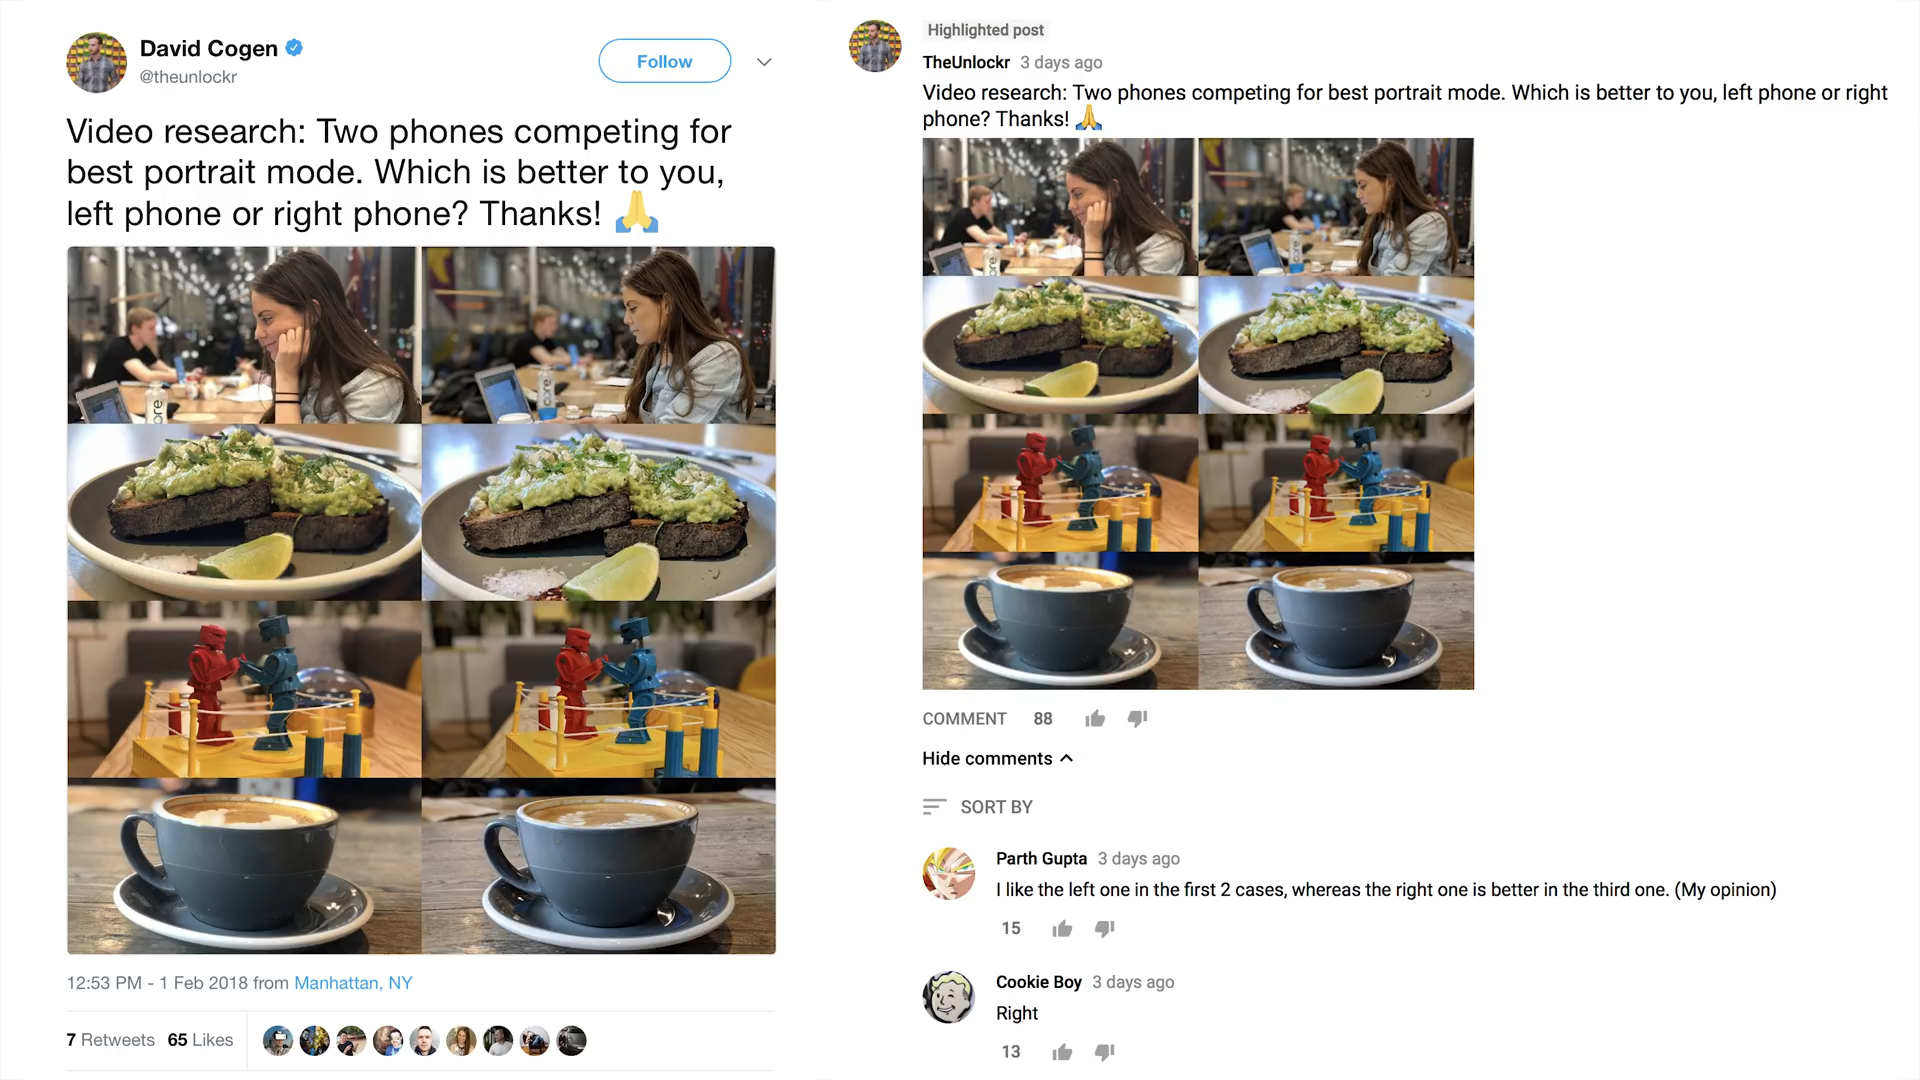 David Cogen
@theunlockr
Follow
Video research: Two phones competing for
best portrait mode. Which is better to you,
left phone or right phone? Thanks! 🙏
core
core
12:53 PM - 1 Feb 2018 from Manhattan, NY
7 Retweets 65 Likes
Highlighted post
TheUnlockr 3 days ago
Video research: Two phones competing for best portrait mode. Which is better to you, left phone or right
phone? Thanks! 🙏
core
core
COMMENT 88
Hide comments
SORT BY
Parth Gupta 3 days ago
I like the left one in the first 2 cases, whereas the right one is better in the third one. (My opinion)
15
Cookie Boy 3 days ago
Right
13